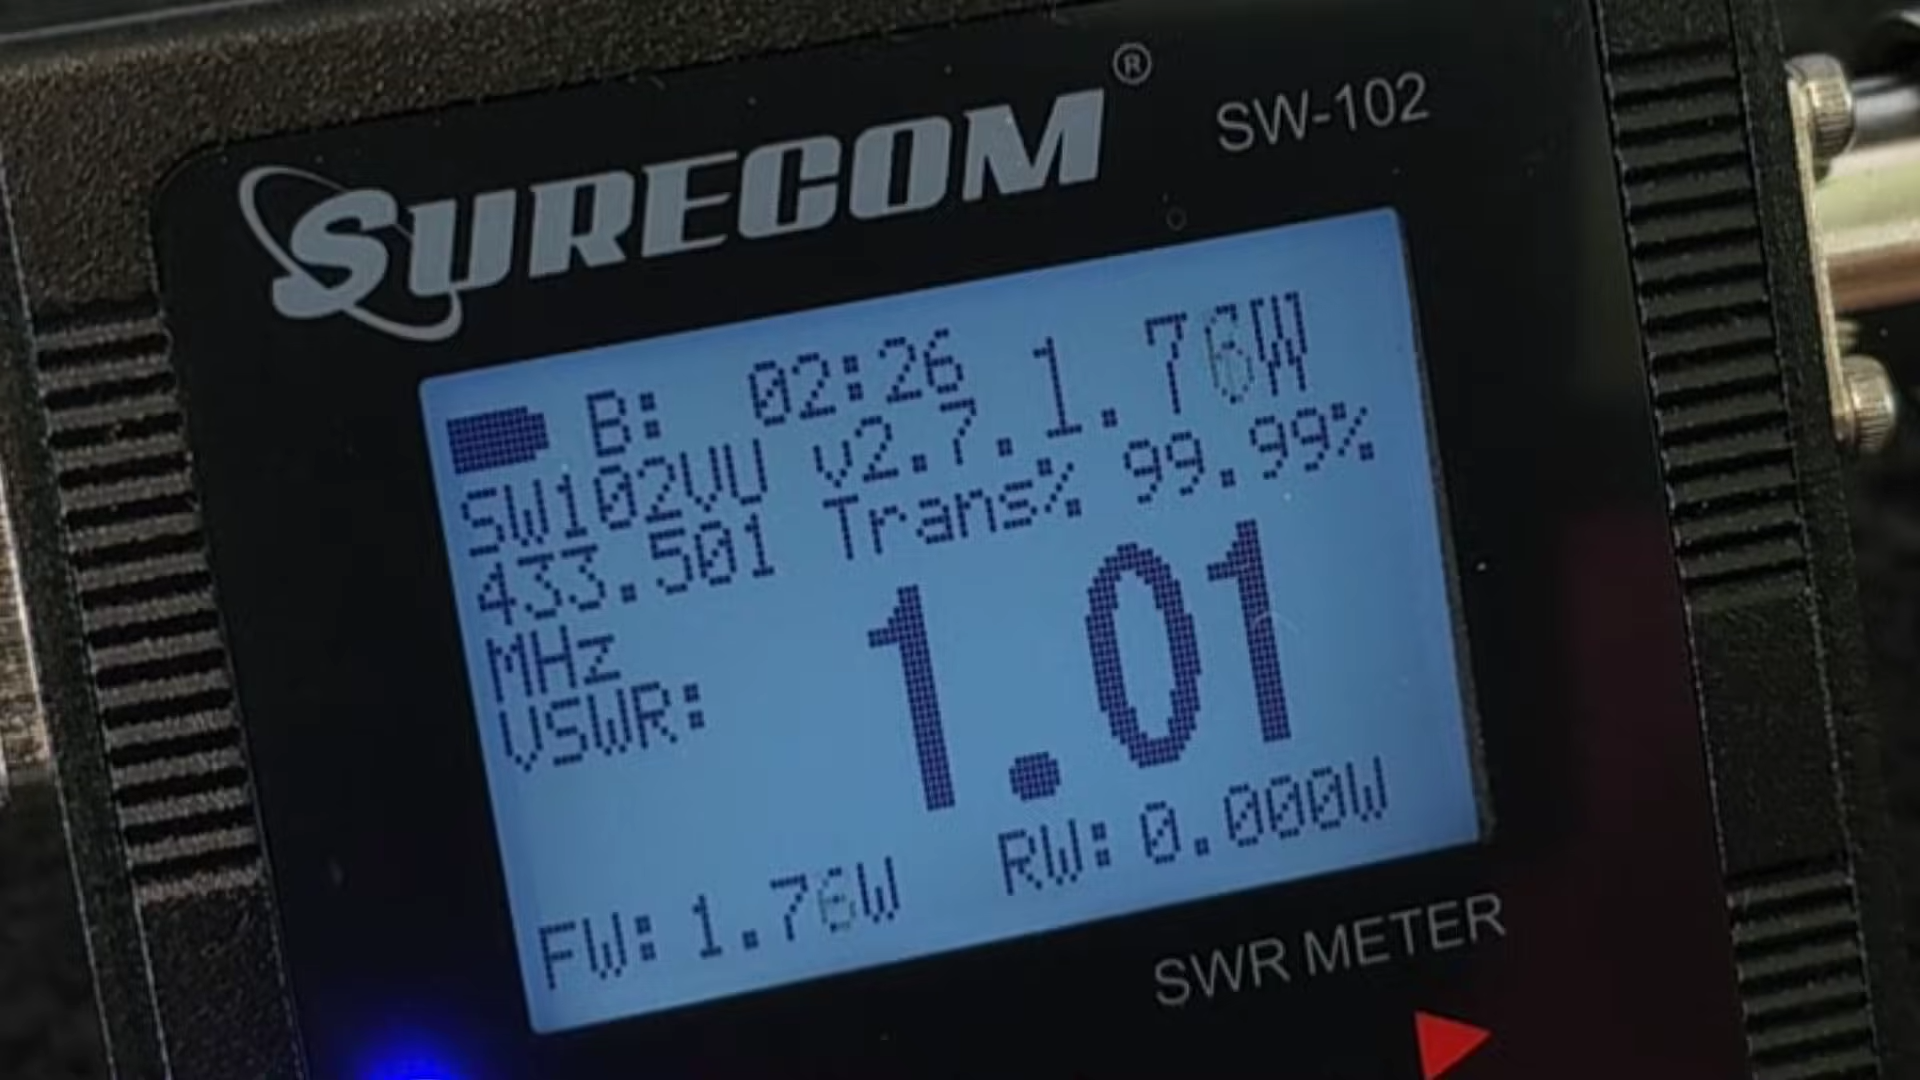 SURECOM®
SW-102
B: 02:26 1.76W
SW102VU v2.7.
433.501 Trans% 99.99%
MHz
VSWR: 1.01
FW: 1.76W RW: 0.000W
SWR METER